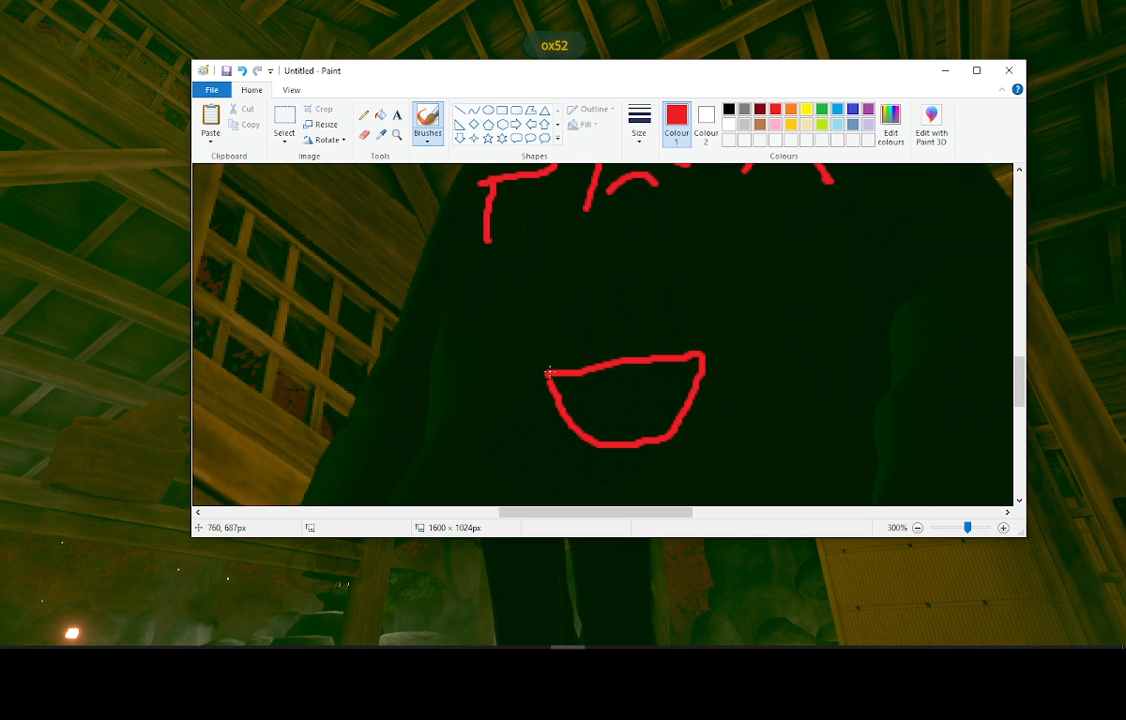 ox52
Untitled - Paint
File Home View
Paste Cut Copy Select Crop Resize Rotate A Brushes Outline Fill Size Colour 1 Colour 2 Edit colours Edit with Paint 3D
Clipboard Image Tools Shapes Colours
760, 687px 1600 × 1024px 300%